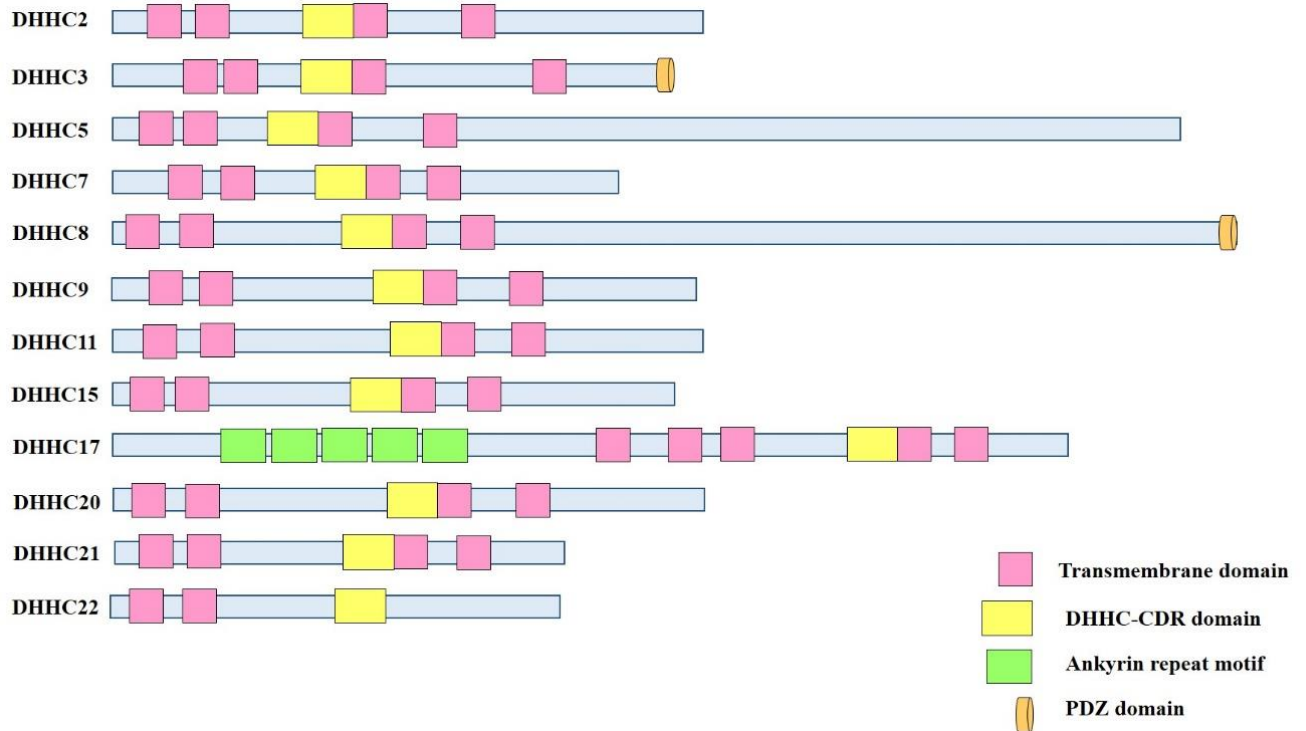 DHHC2
DHHC3
DHHC5
DHHC7
DHHC8
DHHC9
DHHC11
DHHC15
DHHC17
DHHC20
DHHC21
DHHC22
Transmembrane domain
DHHC-CDR domain
Ankyrin repeat motif
PDZ domain